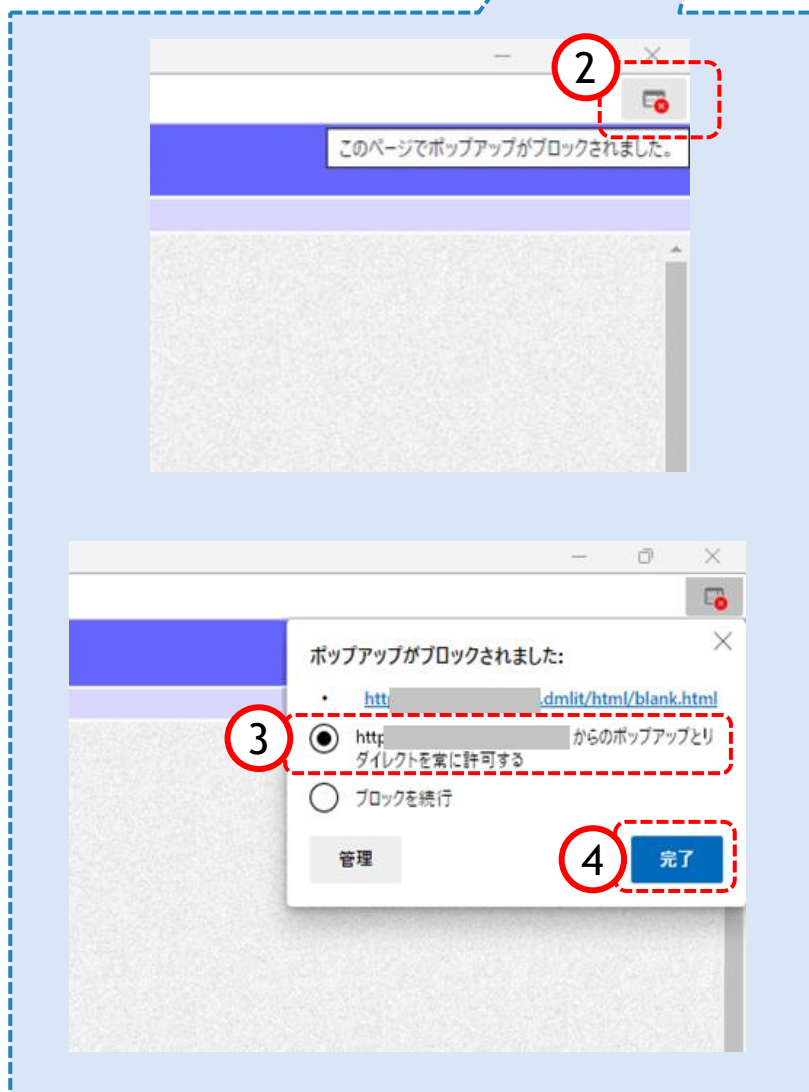 2
このページでポップアップがブロックされました。
ポップアップがブロックされました:
• htt .dmlit/html/blank.html
3
http からのポップアップとリ
ダイレクトを常に許可する
ブロックを続行
管理
4
完了